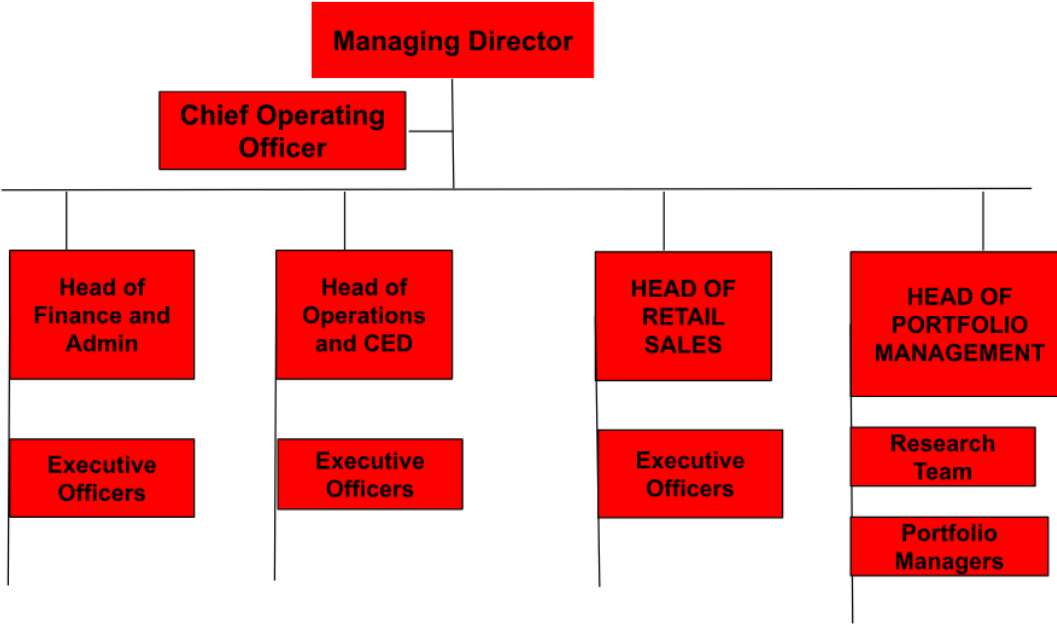 Managing Director
Chief Operating
Officer
Head of
Finance and
Admin
Head of
Operations
and CED
HEAD OF
RETAIL
SALES
HEAD OF
PORTFOLIO
MANAGEMENT
Executive
Officers
Executive
Officers
Executive
Officers
Research
Team
Portfolio
Managers